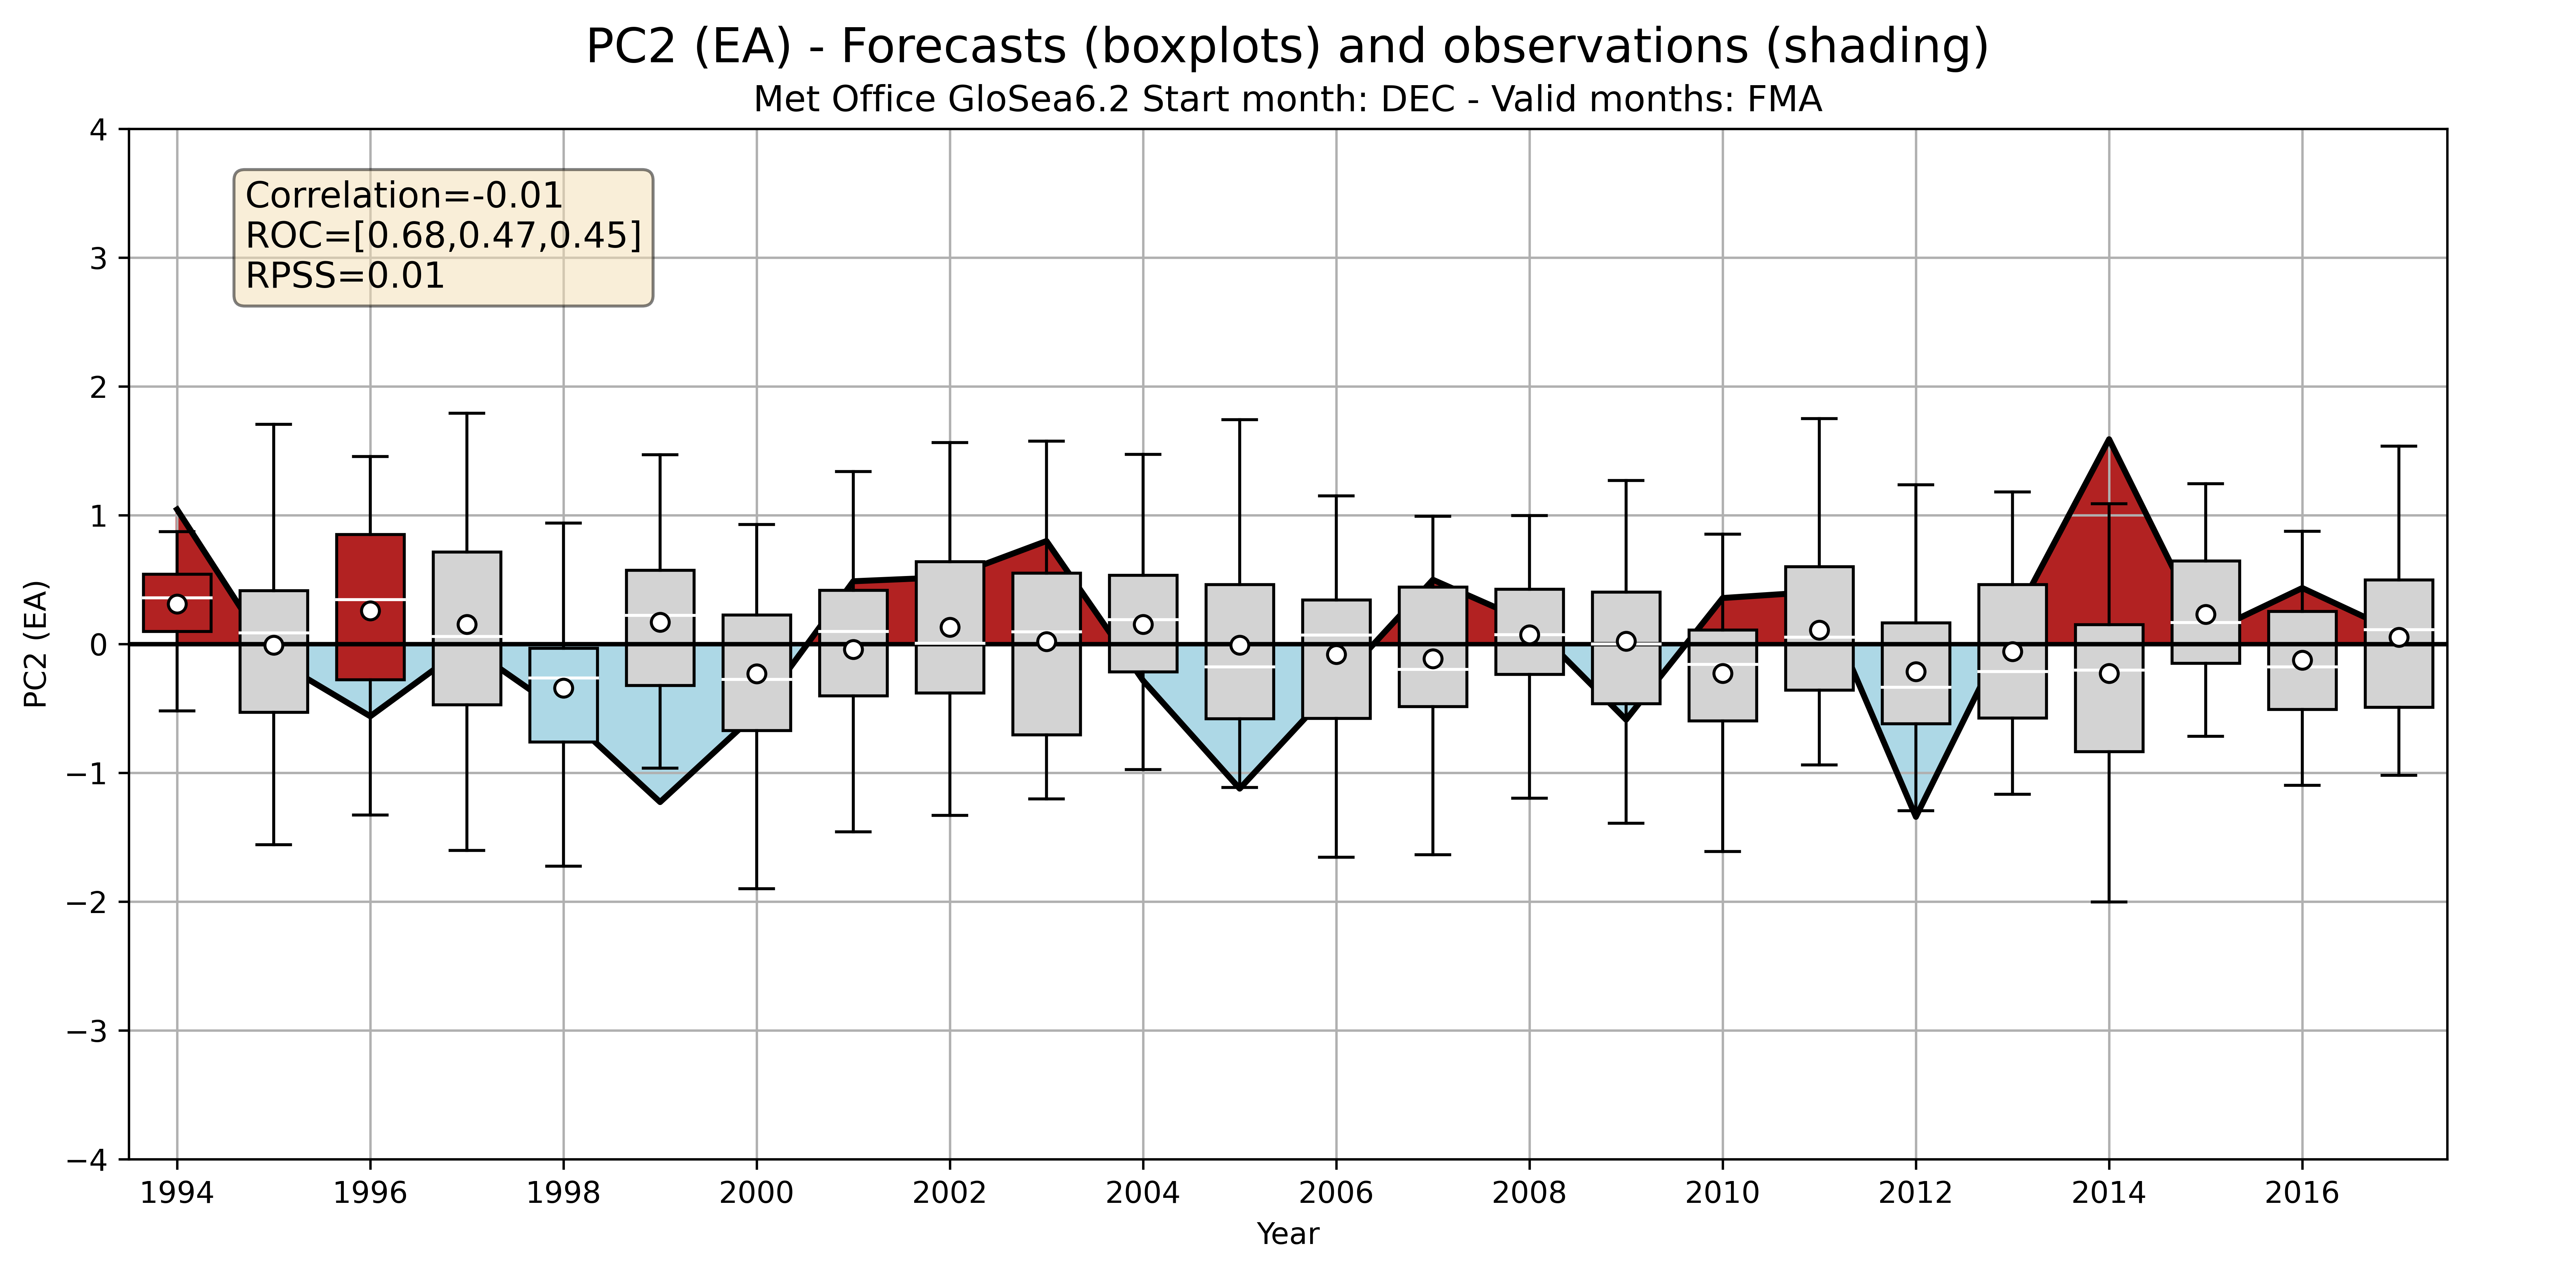 PC2 (EA) - Forecasts (boxplots) and observations (shading)
Met Office GloSea6.2 Start month: DEC - Valid months: FMA
Correlation=-0.01
ROC=[0.68,0.47,0.45]
RPSS=0.01
PC2 (EA)
4
3
2
1
0
−1
−2
−3
−4
1994 1996 1998 2000 2002 2004 2006 2008 2010 2012 2014 2016
Year